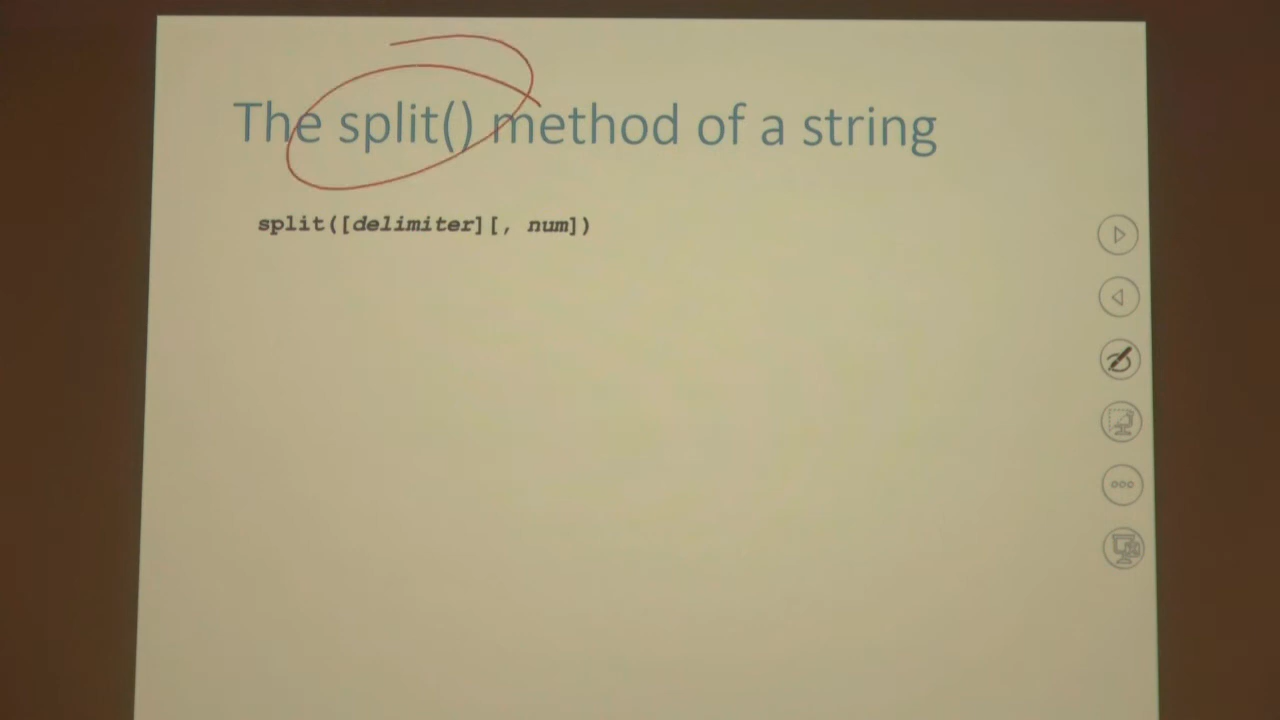 The split() method of a string
split([delimiter][, num])